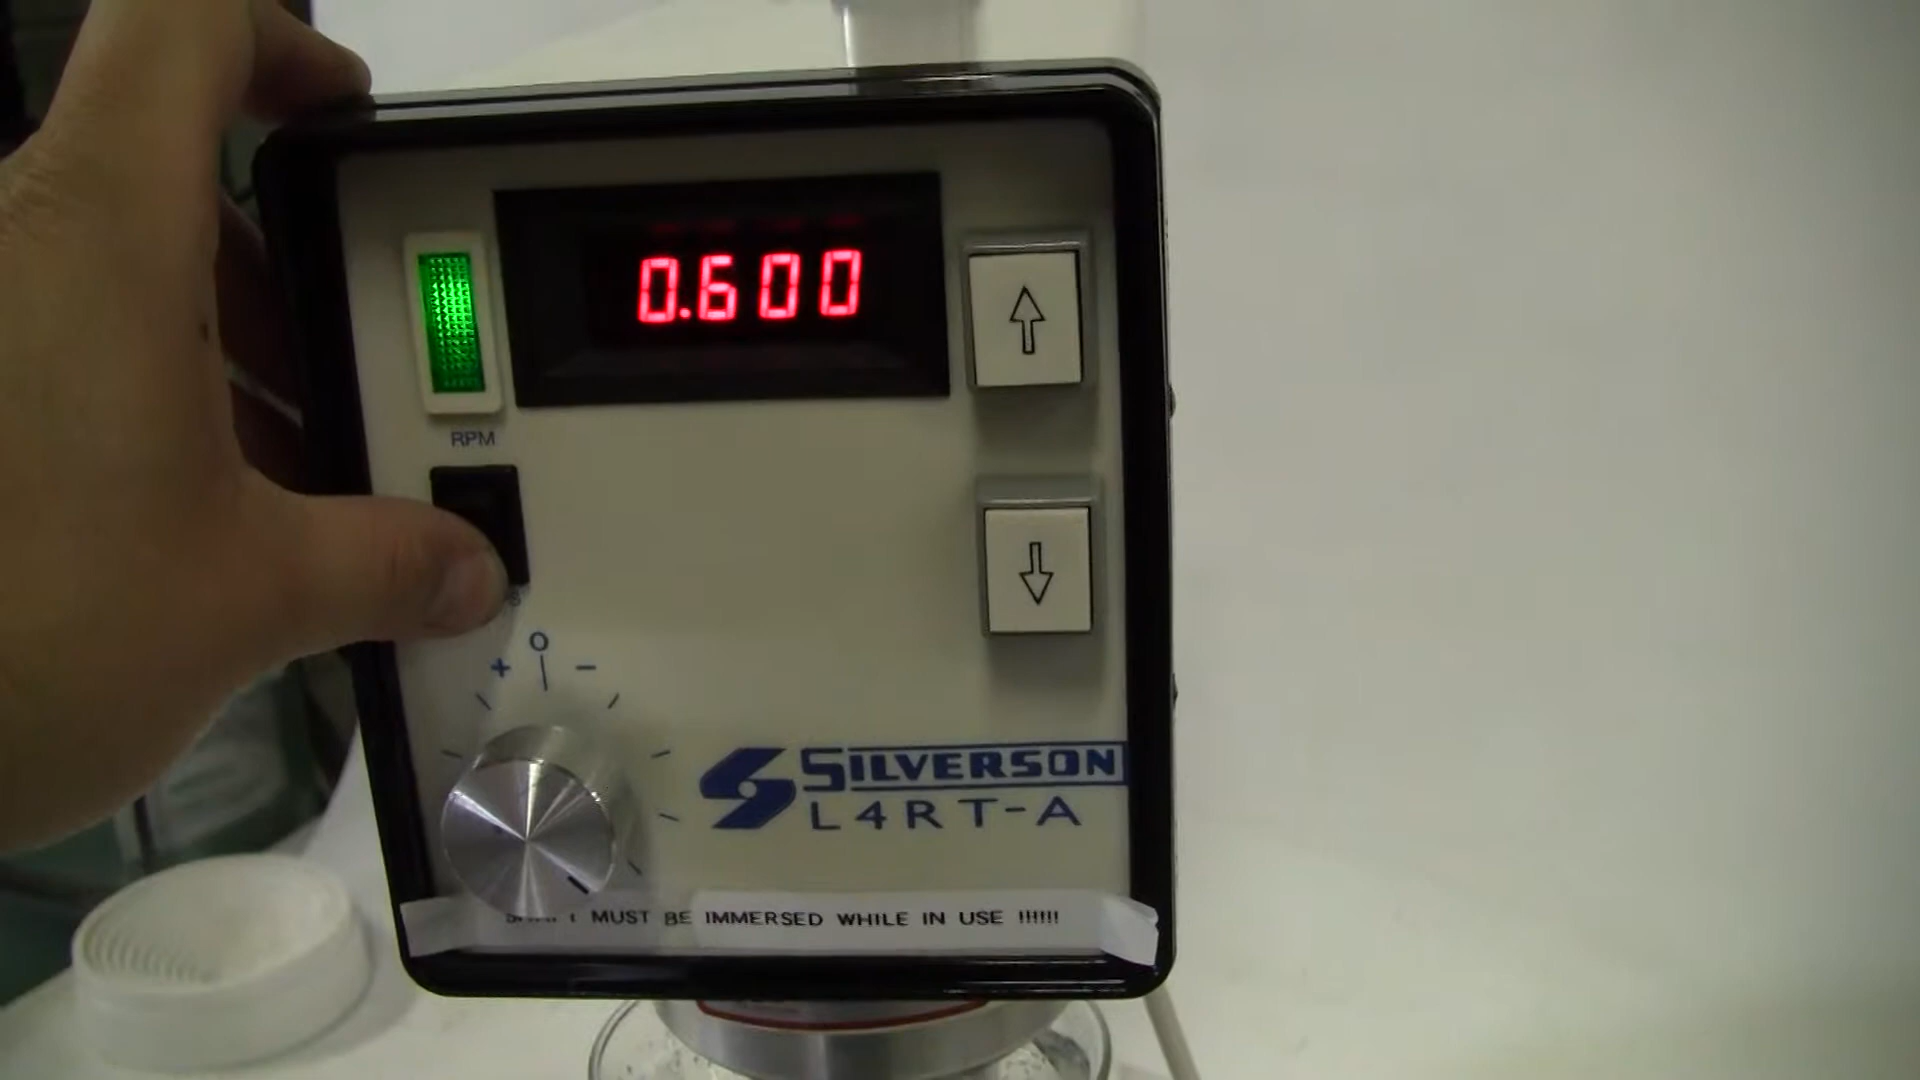 0.600
RPM
O
+ −
SILVERSON
L4RT-A
MUST BE IMMERSED WHILE IN USE !!!!!!